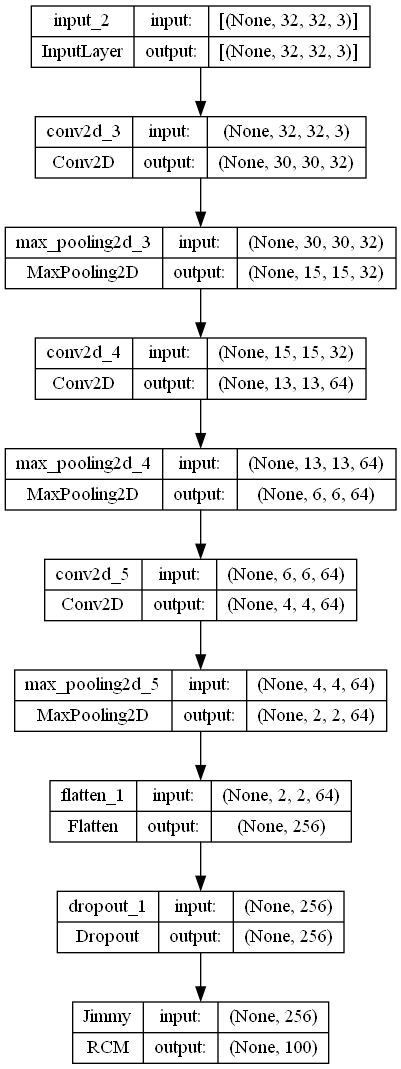 input_2 input: [(None, 32, 32, 3)]
InputLayer output: [(None, 32, 32, 3)]
conv2d_3 input: (None, 32, 32, 3)
Conv2D output: (None, 30, 30, 32)
max_pooling2d_3 input: (None, 30, 30, 32)
MaxPooling2D output: (None, 15, 15, 32)
conv2d_4 input: (None, 15, 15, 32)
Conv2D output: (None, 13, 13, 64)
max_pooling2d_4 input: (None, 13, 13, 64)
MaxPooling2D output: (None, 6, 6, 64)
conv2d_5 input: (None, 6, 6, 64)
Conv2D output: (None, 4, 4, 64)
max_pooling2d_5 input: (None, 4, 4, 64)
MaxPooling2D output: (None, 2, 2, 64)
flatten_1 input: (None, 2, 2, 64)
Flatten output: (None, 256)
dropout_1 input: (None, 256)
Dropout output: (None, 256)
Jimmy input: (None, 256)
RCM output: (None, 100)